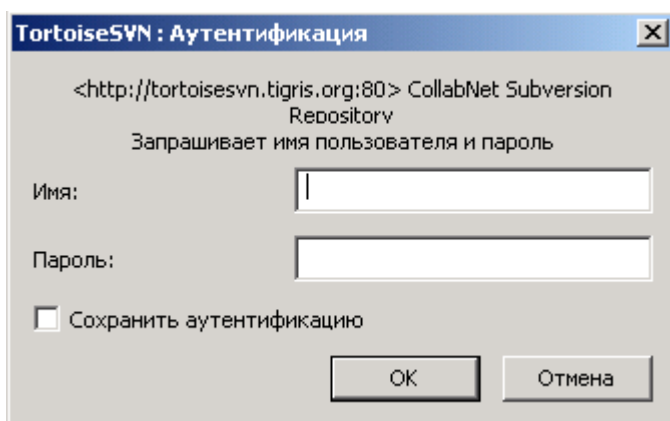 TortoiseSVN : Аутентификация
<http://tortoisesvn.tigris.org:80> CollabNet Subversion
Repository
Запрашивает имя пользователя и пароль
Имя:
Пароль:
Сохранить аутентификацию
OK Отмена